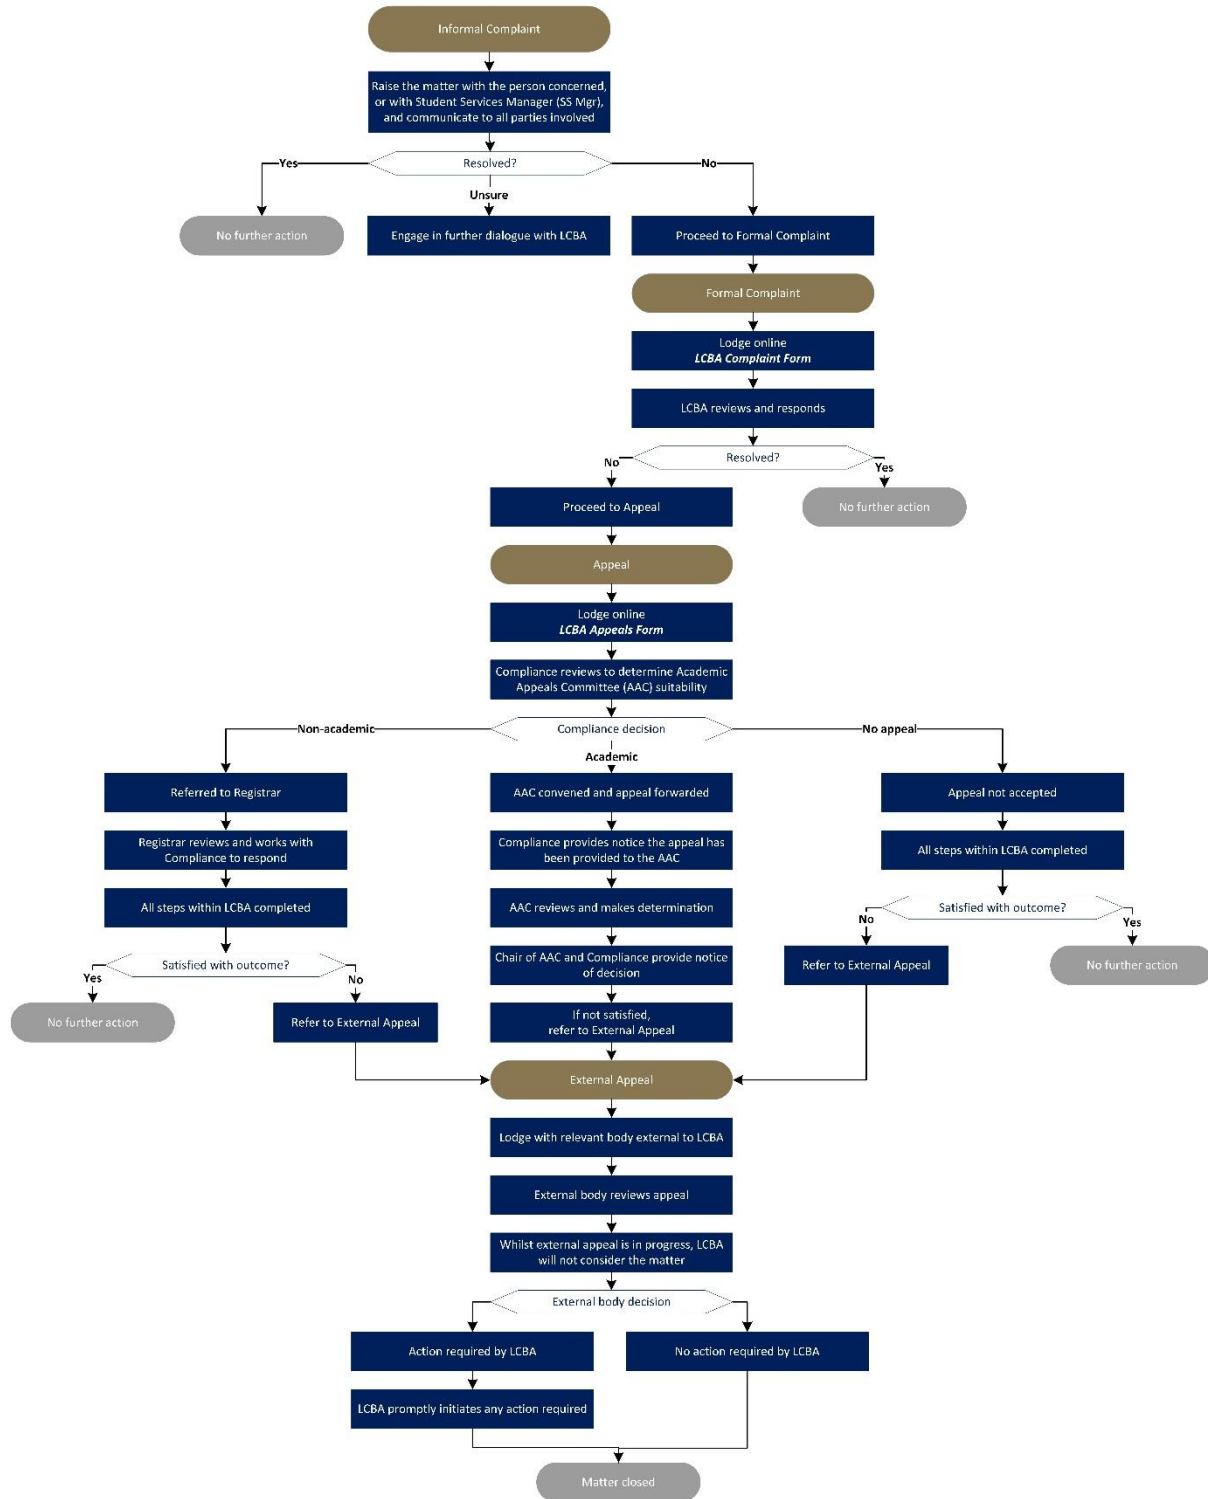 Informal Complaint
Raise the matter with the person concerned,
or with Student Services Manager (SS Mgr),
and communicate to all parties involved
Yes
Resolved?
No
Unsure
No further action
Engage in further dialogue with LCBA
Proceed to Formal Complaint
Formal Complaint
Lodge online
LCBA Complaint Form
LCBA reviews and responds
Resolved?
No
Yes
Proceed to Appeal
No further action
Appeal
Lodge online
LCBA Appeals Form
Compliance reviews to determine Academic
Appeals Committee (AAC) suitability
Non-academic
Compliance decision
No appeal
Academic
Referred to Registrar
AAC convened and appeal forwarded
Appeal not accepted
Registrar reviews and works with
Compliance to respond
Compliance provides notice the appeal has
been provided to the AAC
All steps within LCBA completed
All steps within LCBA completed
AAC reviews and makes determination
Satisfied with outcome?
No
Yes
Satisfied with outcome?
Yes
No
Chair of AAC and Compliance provide notice
of decision
Refer to External Appeal
No further action
No further action
Refer to External Appeal
If not satisfied,
refer to External Appeal
External Appeal
Lodge with relevant body external to LCBA
External body reviews appeal
Whilst external appeal is in progress, LCBA
will not consider the matter
External body decision
Action required by LCBA
No action required by LCBA
LCBA promptly initiates any action required
Matter closed